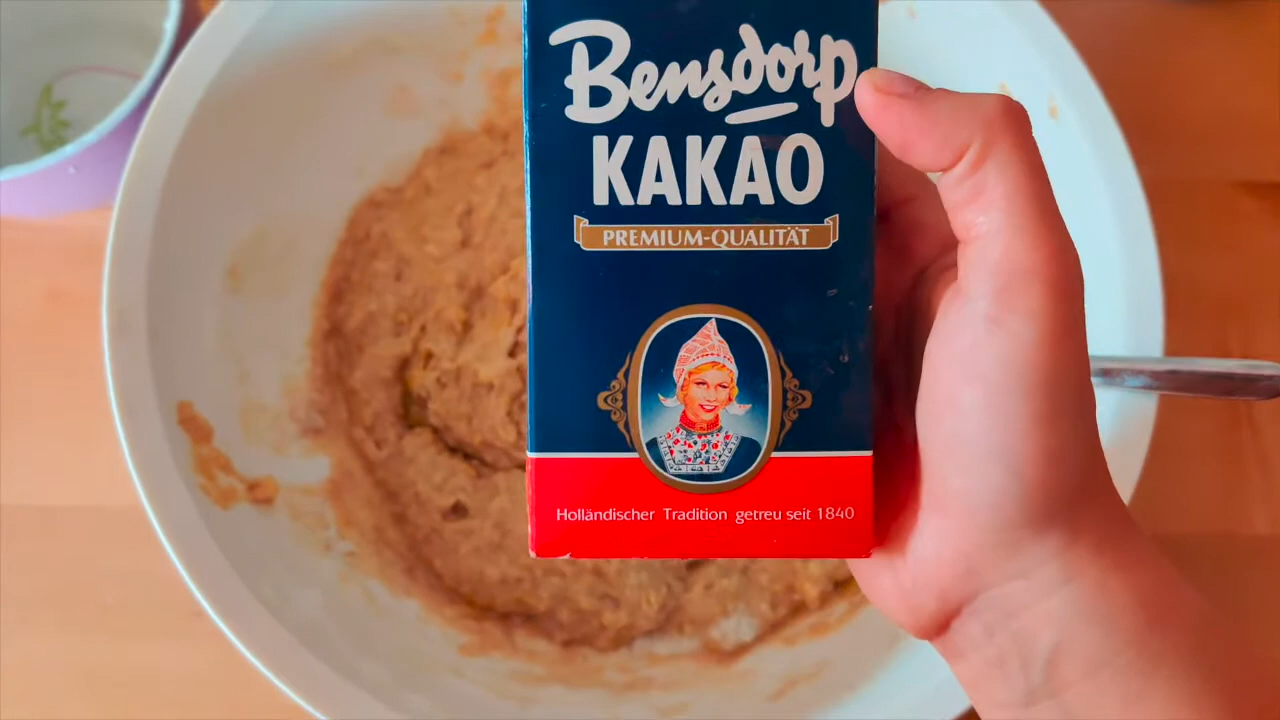 Bensdorp
KAKAO
PREMIUM-QUALITÄT
Holländischer Tradition getreu seit 1840